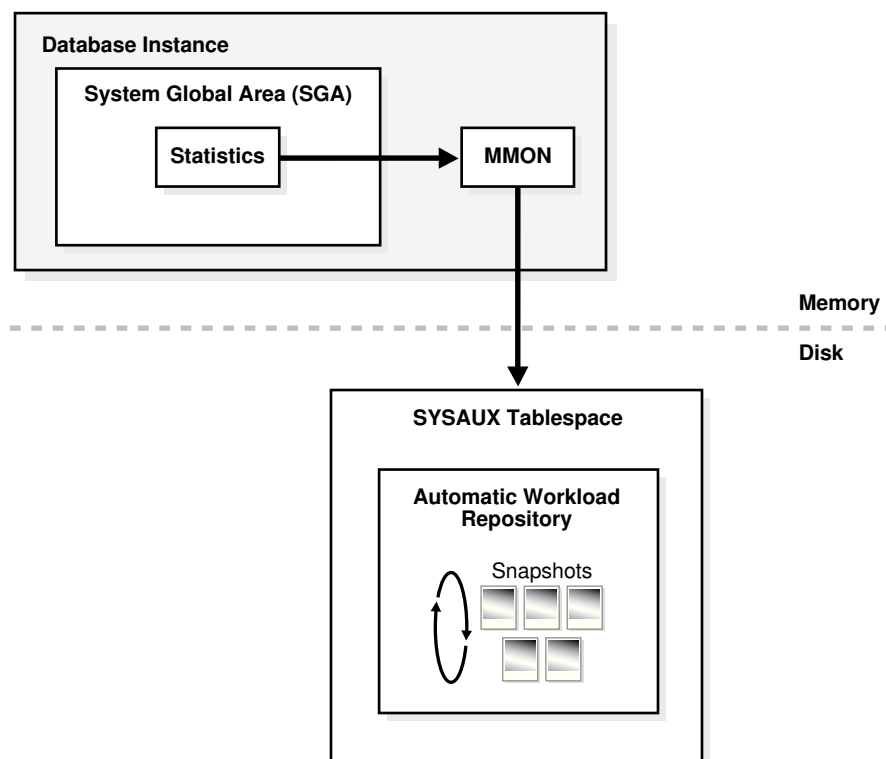 Database Instance
System Global Area (SGA)
Statistics
MMON
Memory
Disk
SYSAUX Tablespace
Automatic Workload
Repository
Snapshots